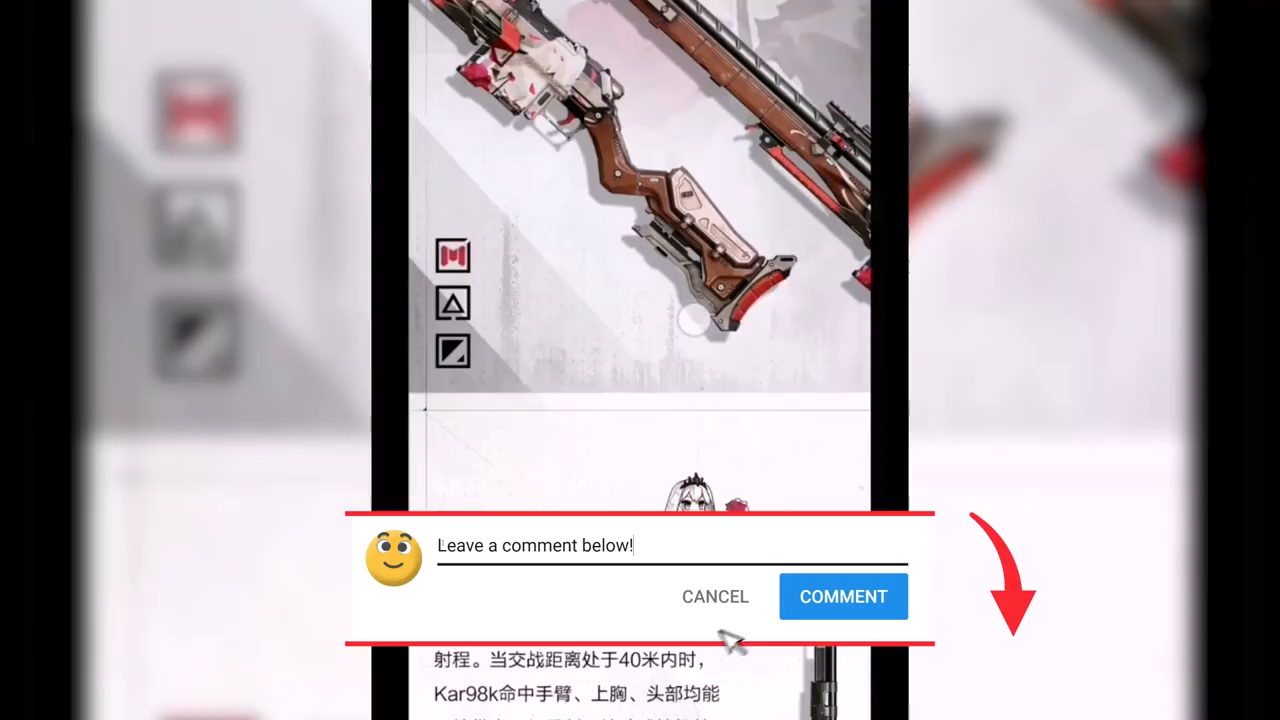 Leave a comment below!
CANCEL
COMMENT
射程。当交战距离处于40米内时，
Kar98k命中手臂、上胸、头部均能